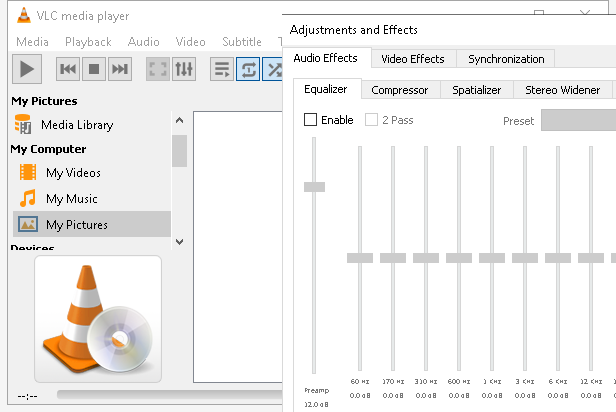 VLC media player
Media Playback Audio Video Subtitle
My Pictures
Media Library
My Computer
My Videos
My Music
My Pictures
Devices
--:--
Adjustments and Effects
Audio Effects Video Effects Synchronization
Equalizer Compressor Spatializer Stereo Widener
Enable 2 Pass Preset
60 Hz 170 Hz 310 Hz 600 Hz 1 KHz 3 KHz 6 KHz 12 KHz
Preamp 0.0 dB 0.0 dB 0.0 dB 0.0 dB 0.0 dB 0.0 dB 0.0 dB 0.0 dB
12.0 dB